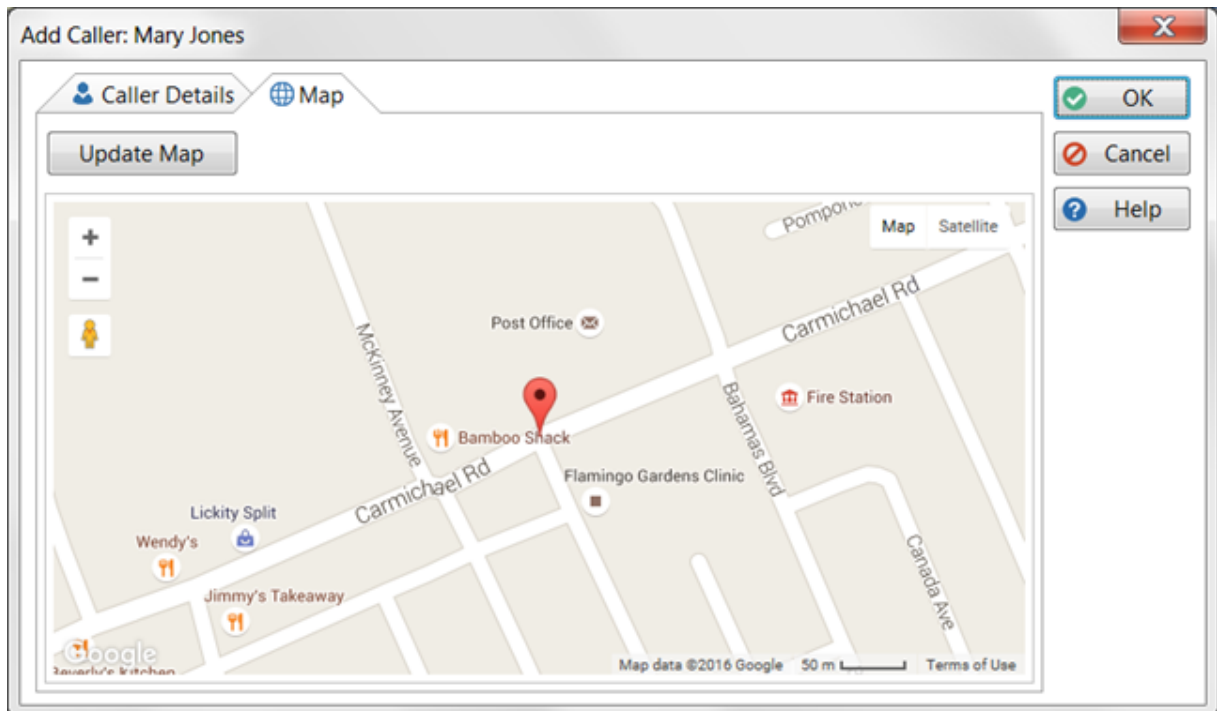 Add Caller: Mary Jones
Caller Details
Map
OK
Update Map
Cancel
Help
Map
Satellite
Carmichael Rd
Post Office
McKinney Avenue
Bahamas Blvd
Fire Station
Bamboo Shack
Carmichael Rd
Flamingo Gardens Clinic
Lickity Split
Wendy's
Canada Ave
Jimmy's Takeaway
Google
Beverly's Kitchen
Map data ©2016 Google
50 m
Terms of Use